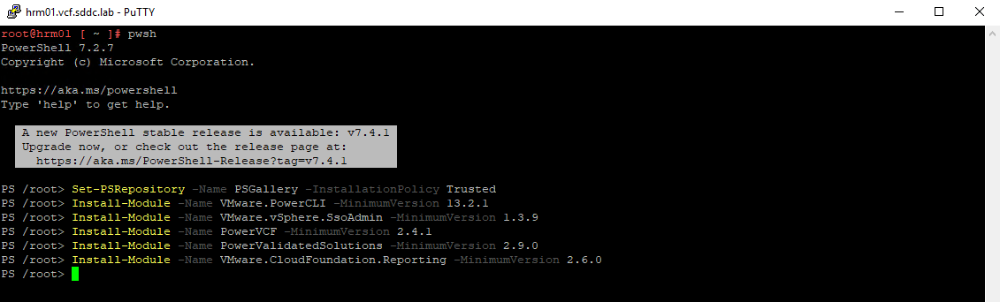 hrm01.vcf.sddc.lab - PuTTY
root@hrm01 [ ~ ]# pwsh
PowerShell 7.2.7
Copyright (c) Microsoft Corporation.
https://aka.ms/powershell
Type 'help' to get help.
A new PowerShell stable release is available: v7.4.1
Upgrade now, or check out the release page at:
https://aka.ms/PowerShell-Release?tag=v7.4.1
PS /root> Set-PSRepository -Name PSGallery -InstallationPolicy Trusted
PS /root> Install-Module -Name VMware.PowerCLI -MinimumVersion 13.2.1
PS /root> Install-Module -Name VMware.vSphere.SsoAdmin -MinimumVersion 1.3.9
PS /root> Install-Module -Name PowerVCF -MinimumVersion 2.4.1
PS /root> Install-Module -Name PowerValidatedSolutions -MinimumVersion 2.9.0
PS /root> Install-Module -Name VMware.CloudFoundation.Reporting -MinimumVersion 2.6.0
PS /root>